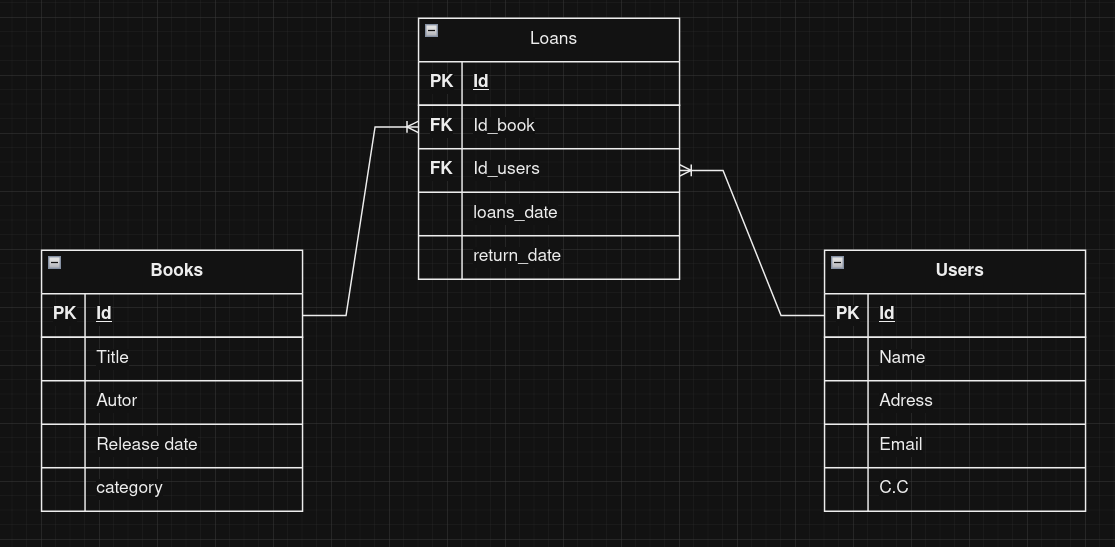 Loans
PK Id
FK Id_book
FK Id_users
loans_date
return_date
Books
PK Id
Title
Autor
Release date
category
Users
PK Id
Name
Adress
Email
C.C